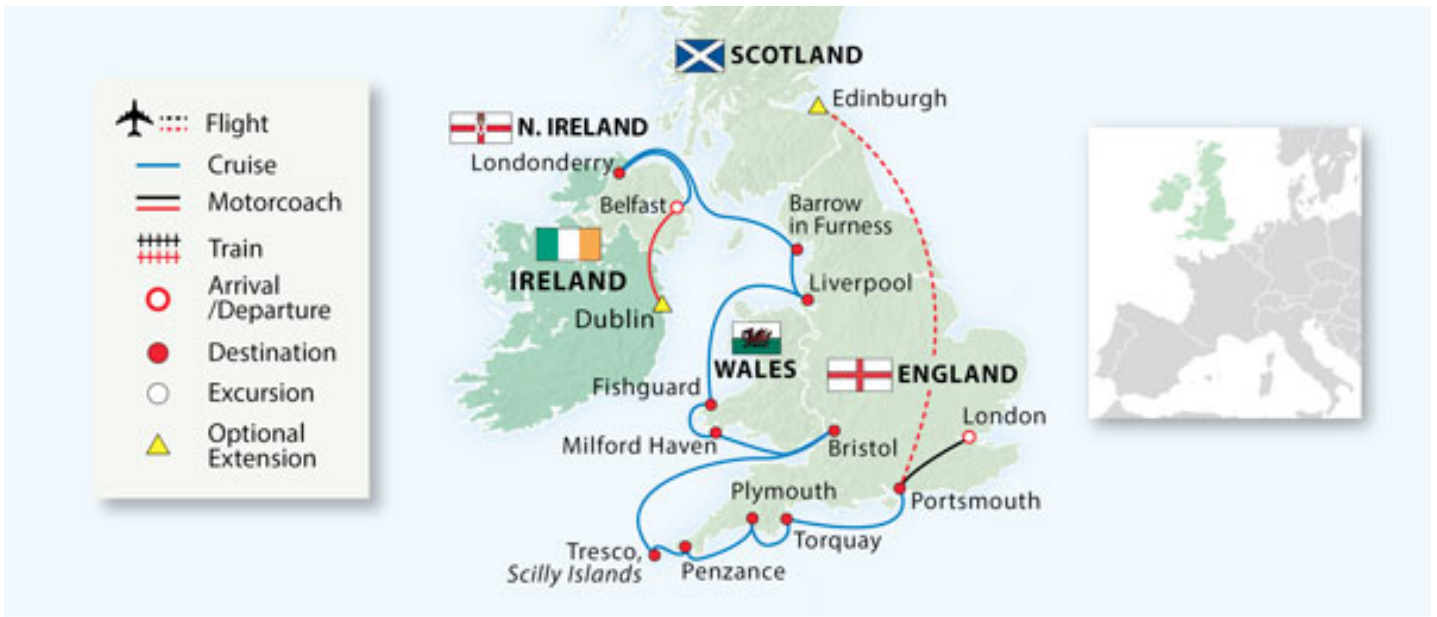 Flight
Cruise
Motorcoach
Train
Arrival
/Departure
Destination
Excursion
Optional
Extension
SCOTLAND
Edinburgh
N. IRELAND
Londonderry
Belfast
Barrow
in Furness
IRELAND
Liverpool
Dublin
WALES
ENGLAND
Fishguard
London
Milford Haven
Bristol
Plymouth
Portsmouth
Torquay
Tresco,
Scilly Islands
Penzance